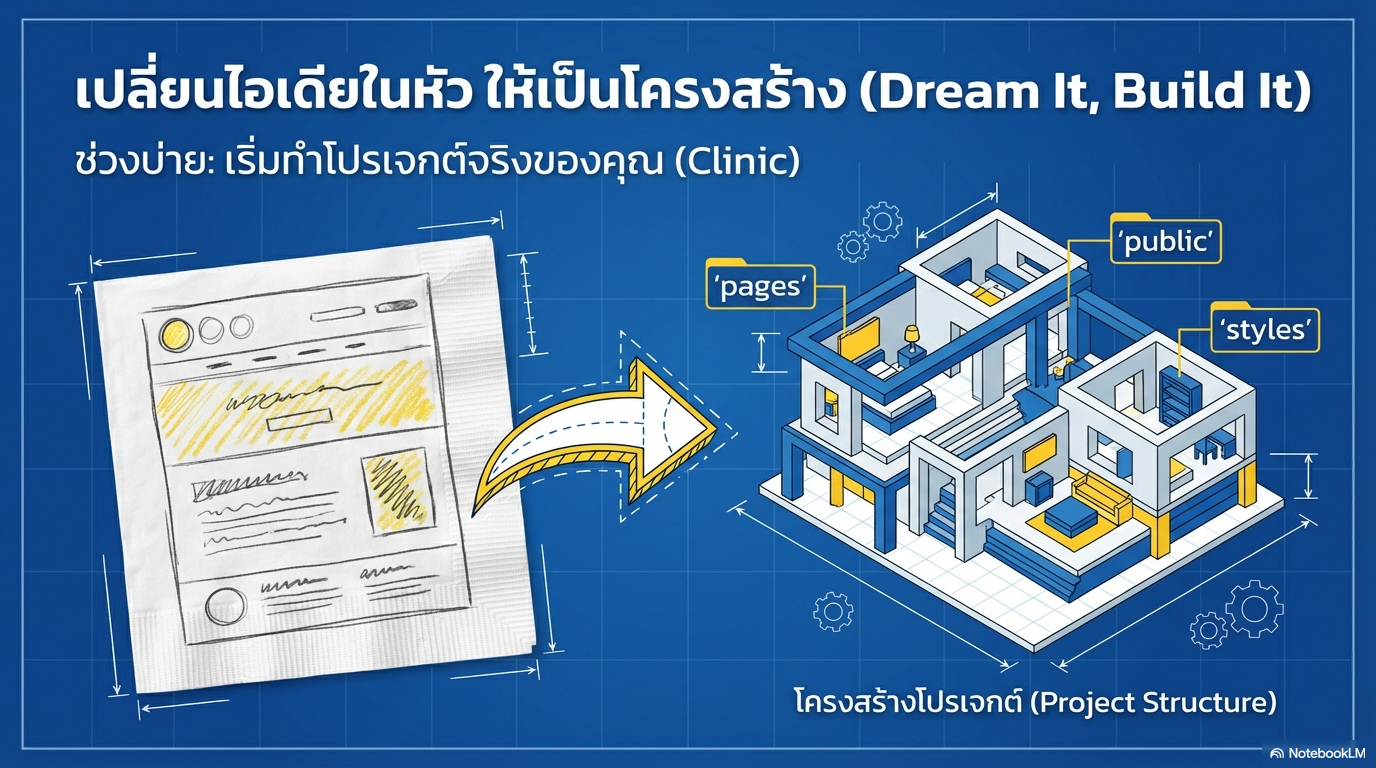 เปลี่ยนไอเดียในหัว ให้เป็นโครงสร้าง (Dream It, Build It)
ช่วงบ่าย: เริ่มทำโปรเจกต์จริงของคุณ (Clinic)
'pages'
'public'
'styles'
โครงสร้างโปรเจกต์ (Project Structure)
NotebookLM